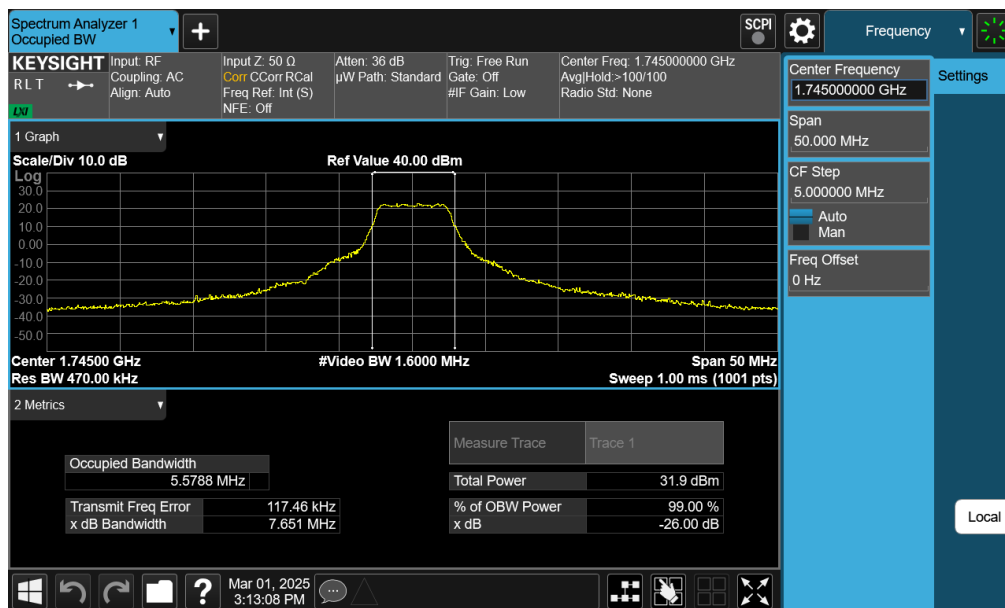 Spectrum Analyzer 1
Occupied BW
▼
+
SCPI
Frequency ▼
KEYSIGHT
R L T
LXI
Input: RF
Coupling: AC
Align: Auto
Input Z: 50 Ω
Corr CCorr RCal
Freq Ref: Int (S)
NFE: Off
Atten: 36 dB
µW Path: Standard
Trig: Free Run
Gate: Off
#IF Gain: Low
Center Freq: 1.745000000 GHz
Avg|Hold:>100/100
Radio Std: None
Center Frequency
1.745000000 GHz
Settings
Span
50.000 MHz
CF Step
5.000000 MHz
Auto
Man
Freq Offset
0 Hz
Local
1 Graph ▼
Scale/Div 10.0 dB
Ref Value 40.00 dBm
Log
30.0
20.0
10.0
0.00
-10.0
-20.0
-30.0
-40.0
-50.0
Center 1.74500 GHz
#Video BW 1.6000 MHz
Span 50 MHz
Res BW 470.00 kHz
Sweep 1.00 ms (1001 pts)
2 Metrics ▼
Measure Trace Trace 1
Occupied Bandwidth
5.5788 MHz
Total Power 31.9 dBm
Transmit Freq Error 117.46 kHz
% of OBW Power 99.00 %
x dB Bandwidth 7.651 MHz
x dB -26.00 dB
?
Mar 01, 2025
3:13:08 PM